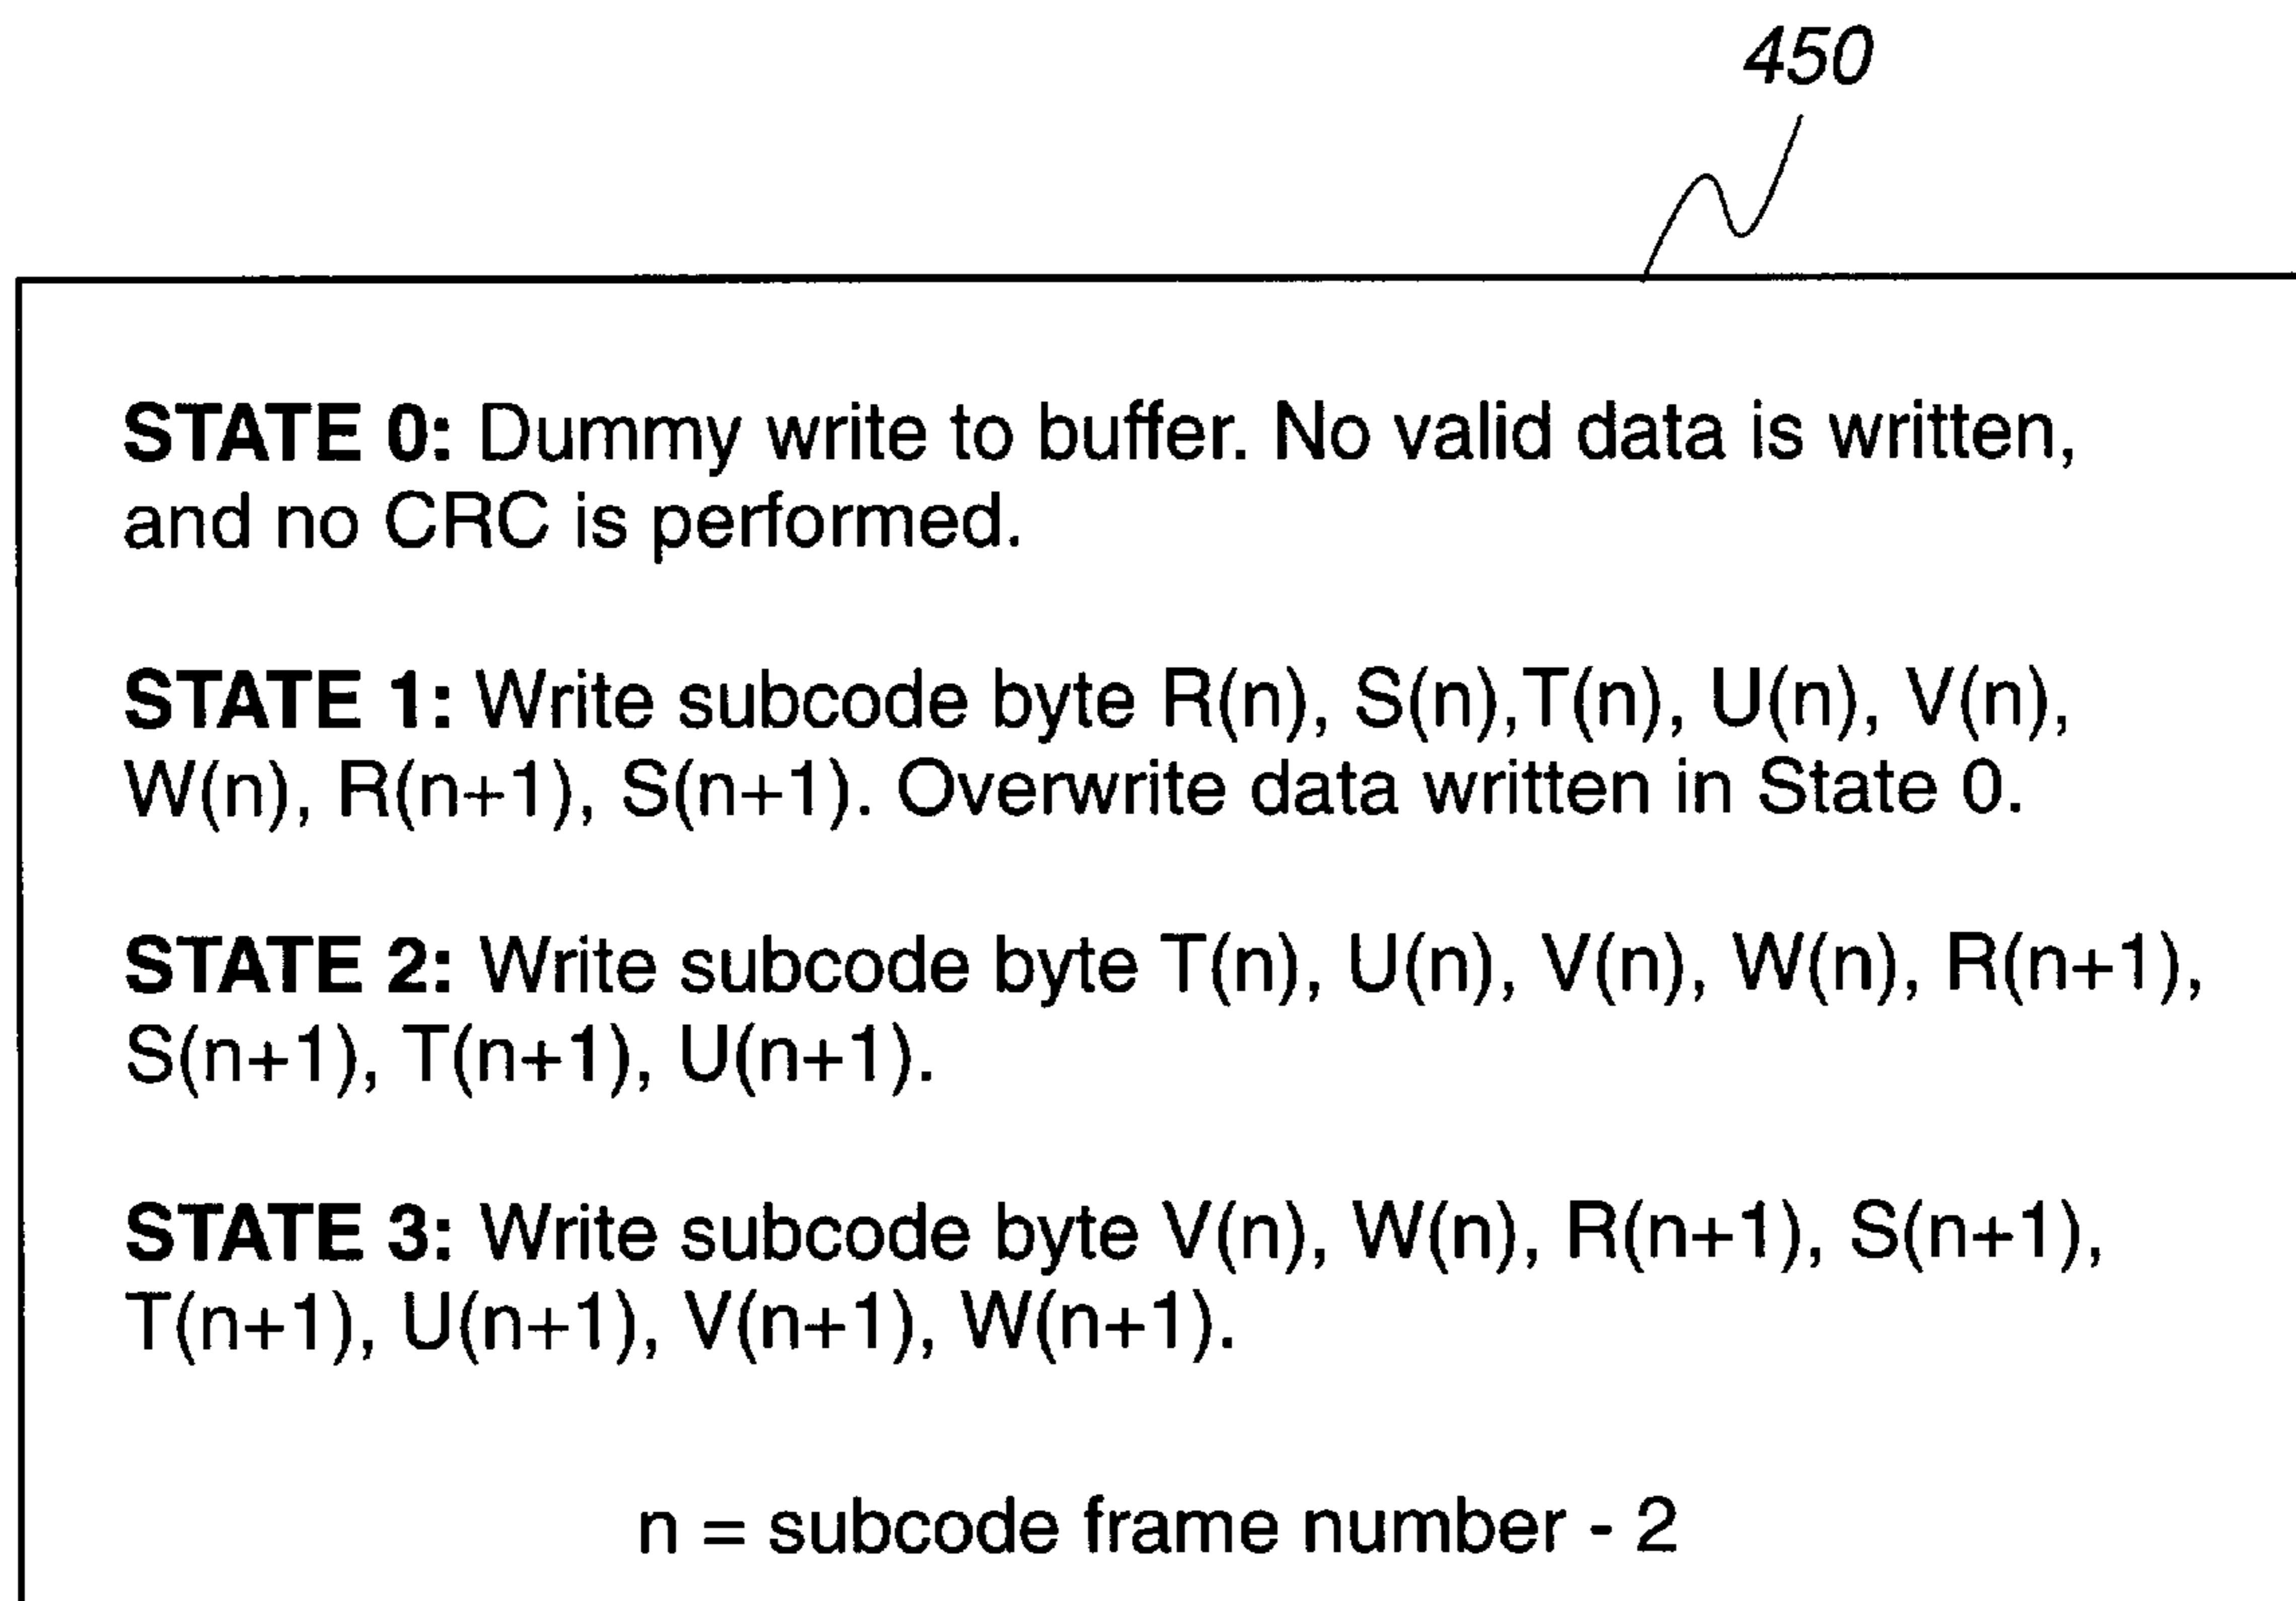 450
STATE 0: Dummy write to buffer. No valid data is written,
and no CRC is performed.
STATE 1: Write subcode byte R(n), S(n),T(n), U(n), V(n),
W(n), R(n+1), S(n+1). Overwrite data written in State 0.
STATE 2: Write subcode byte T(n), U(n), V(n), W(n), R(n+1),
S(n+1), T(n+1), U(n+1).
STATE 3: Write subcode byte V(n), W(n), R(n+1), S(n+1),
T(n+1), U(n+1), V(n+1), W(n+1).
n = subcode frame number - 2